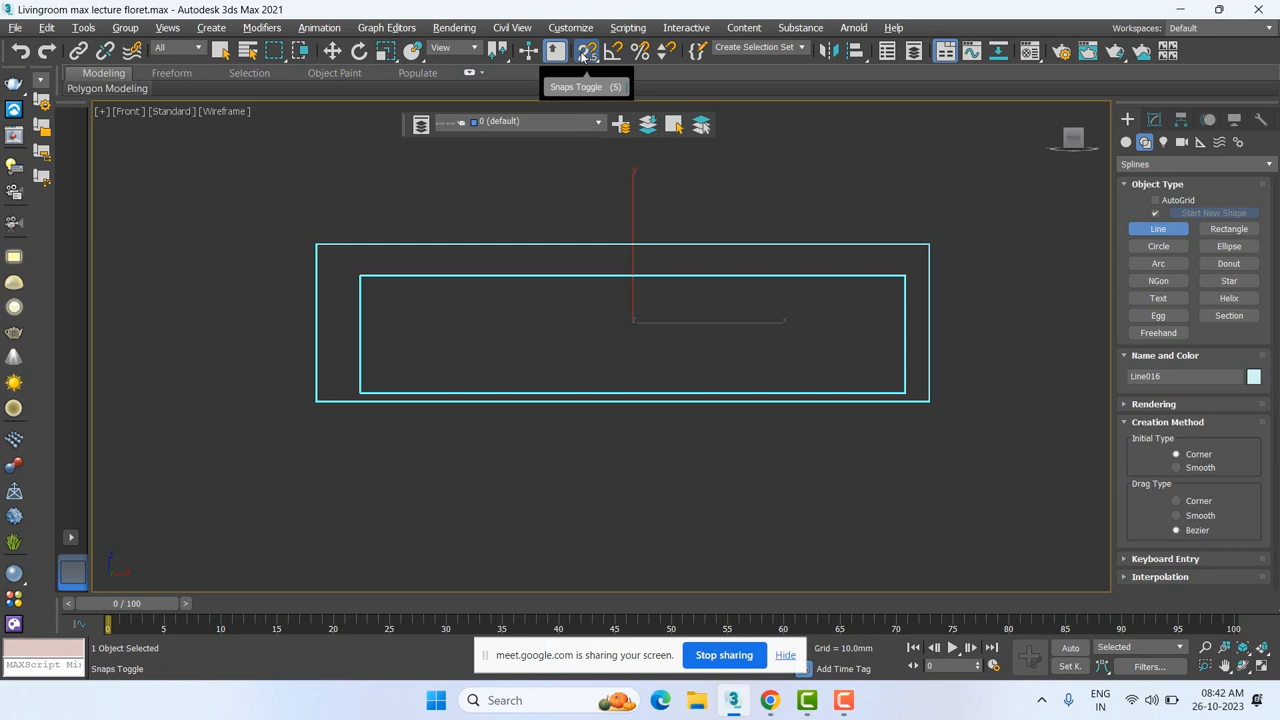 Livingroom max lecture floret.max - Autodesk 3ds Max 2021
File Edit Tools Group Views Create Modifiers Animation Graph Editors Rendering Civil View Customize Scripting Interactive Content Substance Arnold Help
Workspaces: Default
All
View
Create Selection Set
Modeling Freeform Selection Object Paint Populate
Polygon Modeling
Snaps Toggle (S)
[+] [Front ] [Standard ] [Wireframe ]
0 (default)
Splines
Object Type
AutoGrid
Start New Shape
Line Rectangle
Circle Ellipse
Arc Donut
NGon Star
Text Helix
Egg Section
Freehand
Name and Color
Line016
Rendering
Creation Method
Initial Type
Corner
Smooth
Drag Type
Corner
Smooth
Bezier
Keyboard Entry
Interpolation
y
z
x
0 / 100
0 5 10 15 20 25 30 35 40 45 50 55 60 65 70 75 80 85 90 95 100
1 Object Selected
MAXScript Mi
Snaps Toggle
meet.google.com is sharing your screen.
Stop sharing
Hide
Grid = 10.0mm
Add Time Tag
0
Auto
Selected
Set K.
Filters...
Search
ENG
IN
08:42 AM
26-10-2023